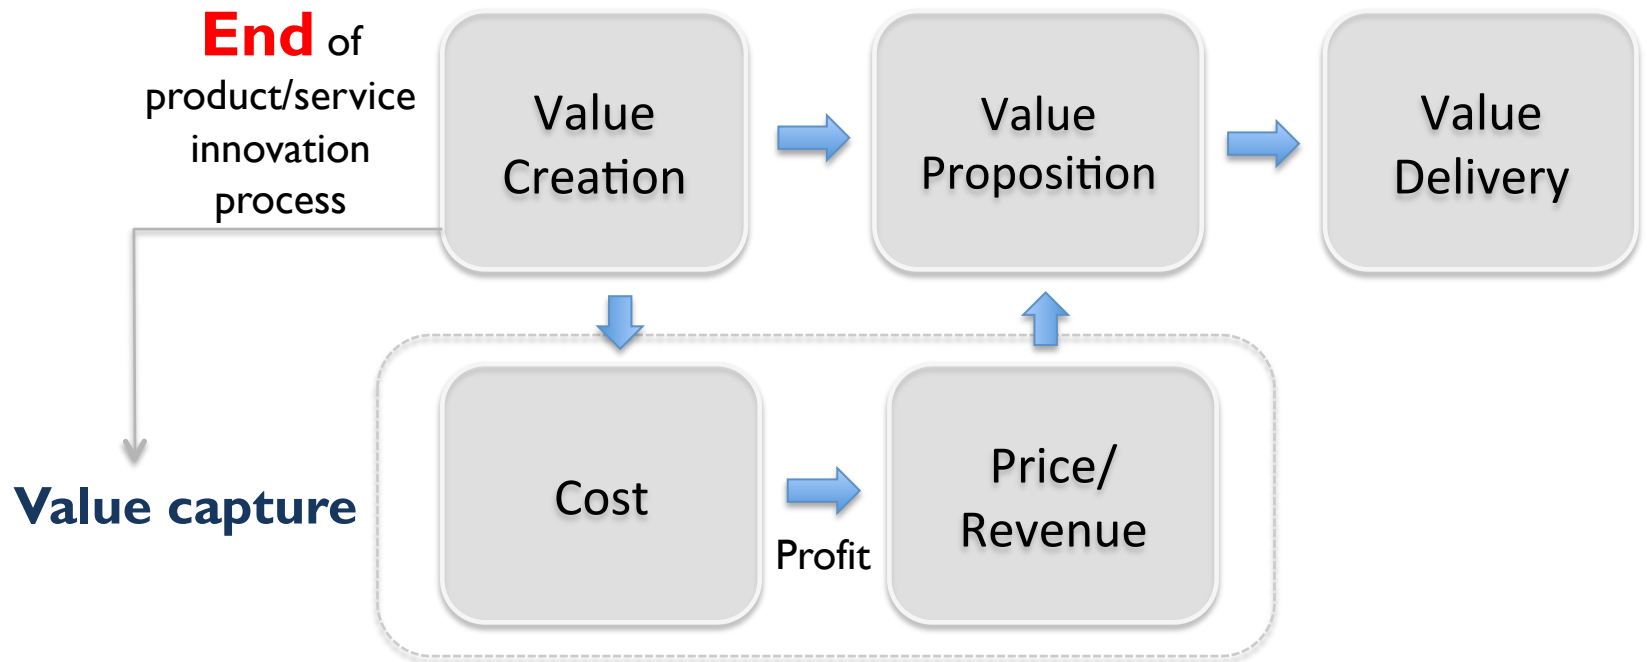 End of
product/service
innovation
process
Value
Creation
Value
Proposition
Value
Delivery
Value capture
Cost
Profit
Price/
Revenue